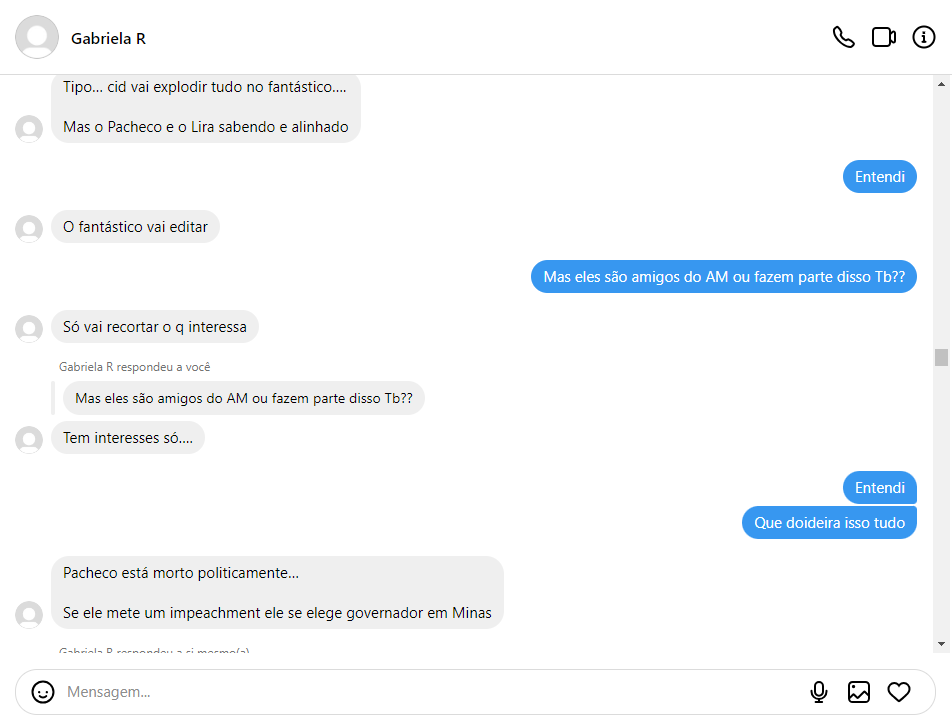 Gabriela R
Tipo... cid vai explodir tudo no fantástico....
Mas o Pacheco e o Lira sabendo e alinhado
Entendi
O fantástico vai editar
Mas eles são amigos do AM ou fazem parte disso Tb??
Só vai recortar o q interessa
Gabriela R respondeu a você
Mas eles são amigos do AM ou fazem parte disso Tb??
Tem interesses só....
Entendi
Que doideira isso tudo
Pacheco está morto politicamente...
Se ele mete um impeachment ele se elege governador em Minas
Gabriela R respondeu a si mesmo(a)
Mensagem...